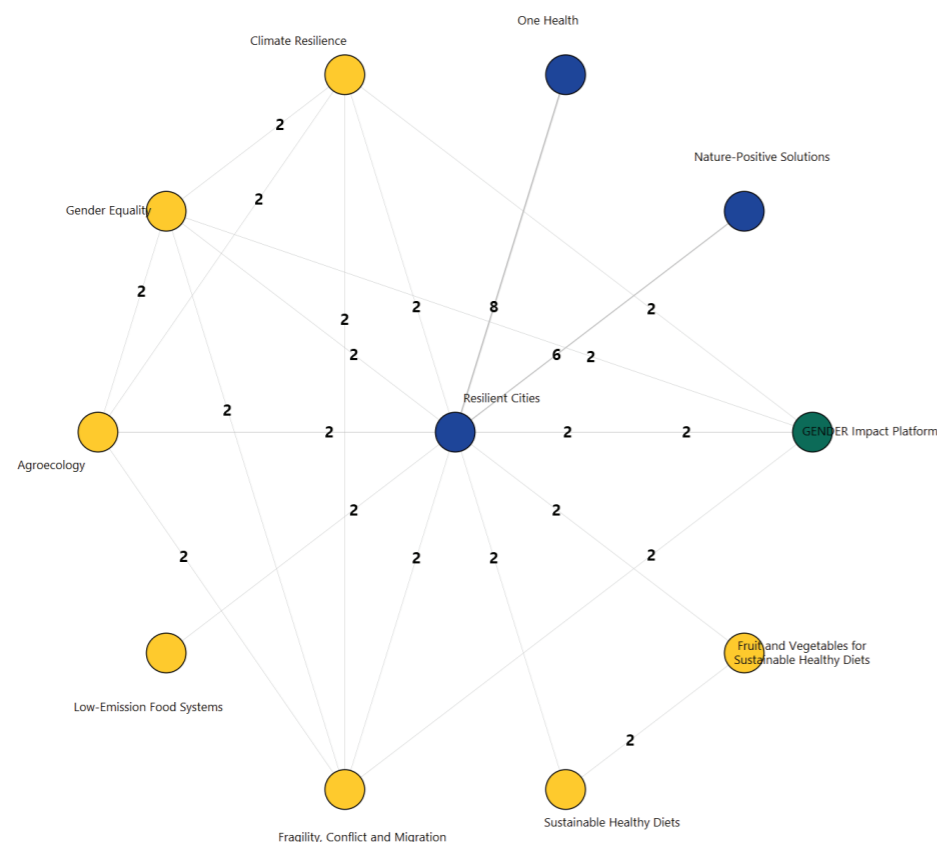 One Health
Climate Resilience
2
Nature-Positive Solutions
2
Gender Equality
2
2
8
2
2
2
6
2
Resilient Cities
2
2
2
2
GENDER Impact Platform
Agroecology
2
2
2
2
2
2
Fruit and Vegetables for
Sustainable Healthy Diets
Low-Emission Food Systems
2
Sustainable Healthy Diets
Fragility, Conflict and Migration